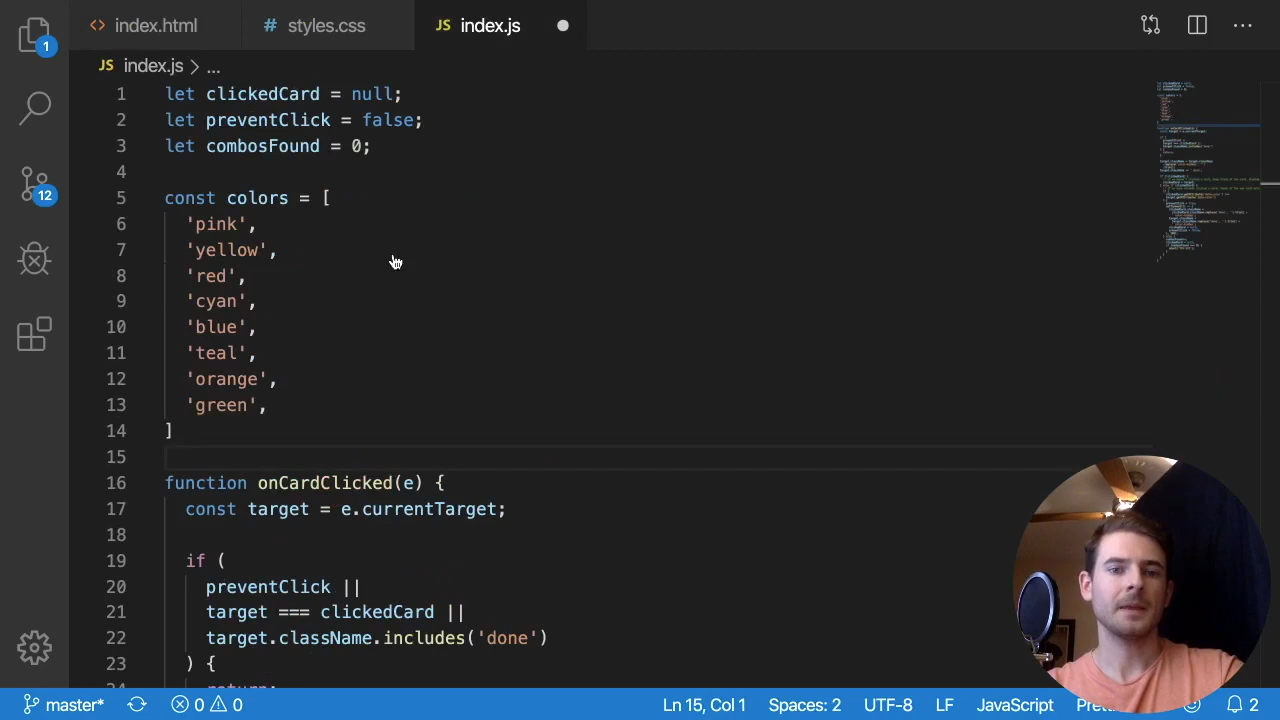 index.html
styles.css
JS index.js
JS index.js > ...
1 let clickedCard = null;
2 let preventClick = false;
3 let combosFound = 0;
4
5 const colors = [
6 'pink',
7 'yellow',
8 'red',
9 'cyan',
10 'blue',
11 'teal',
12 'orange',
13 'green',
14 ]
15
16 function onCardClicked(e) {
17 const target = e.currentTarget;
18
19 if (
20 preventClick ||
21 target === clickedCard ||
22 target.className.includes('done')
23 ) {
24 return;
1
12
master*
0
0
Ln 15, Col 1
Spaces: 2
UTF-8
LF
JavaScript
2